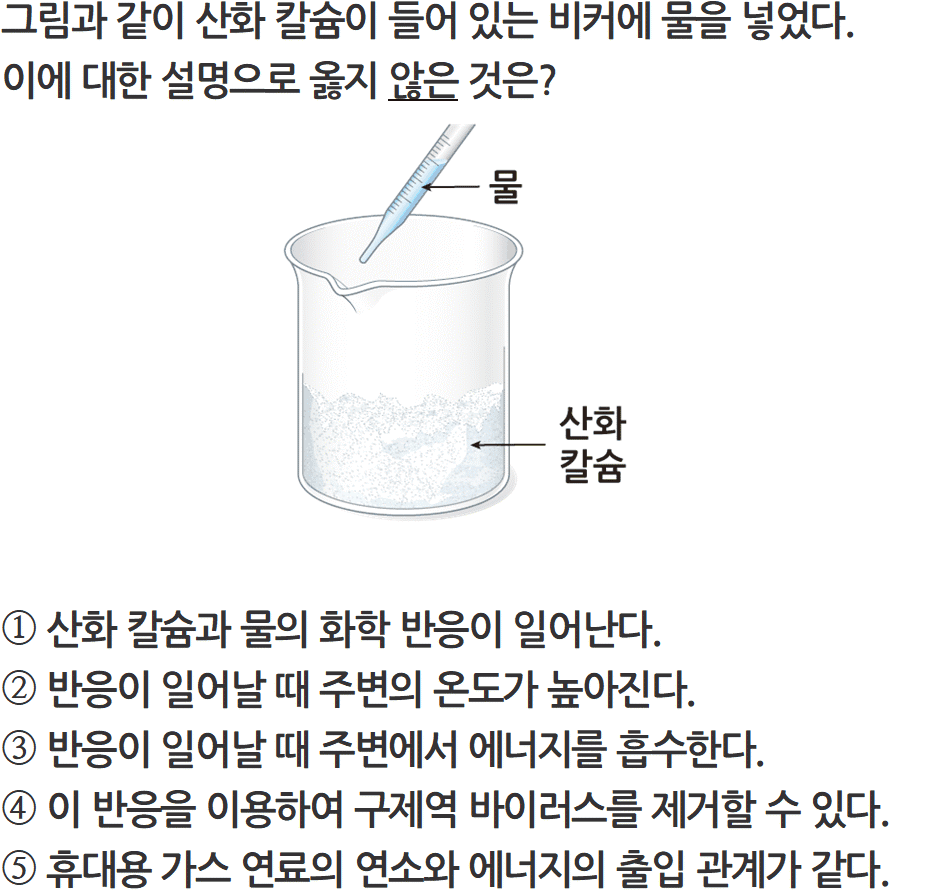 그림과 같이 산화 칼슘이 들어 있는 비커에 물을 넣었다.
이에 대한 설명으로 옳지 않은 것은?
물
산화
칼슘
① 산화 칼슘과 물의 화학 반응이 일어난다.
② 반응이 일어날 때 주변의 온도가 높아진다.
③ 반응이 일어날 때 주변에서 에너지를 흡수한다.
④ 이 반응을 이용하여 구제역 바이러스를 제거할 수 있다.
⑤ 휴대용 가스 연료의 연소와 에너지의 출입 관계가 같다.